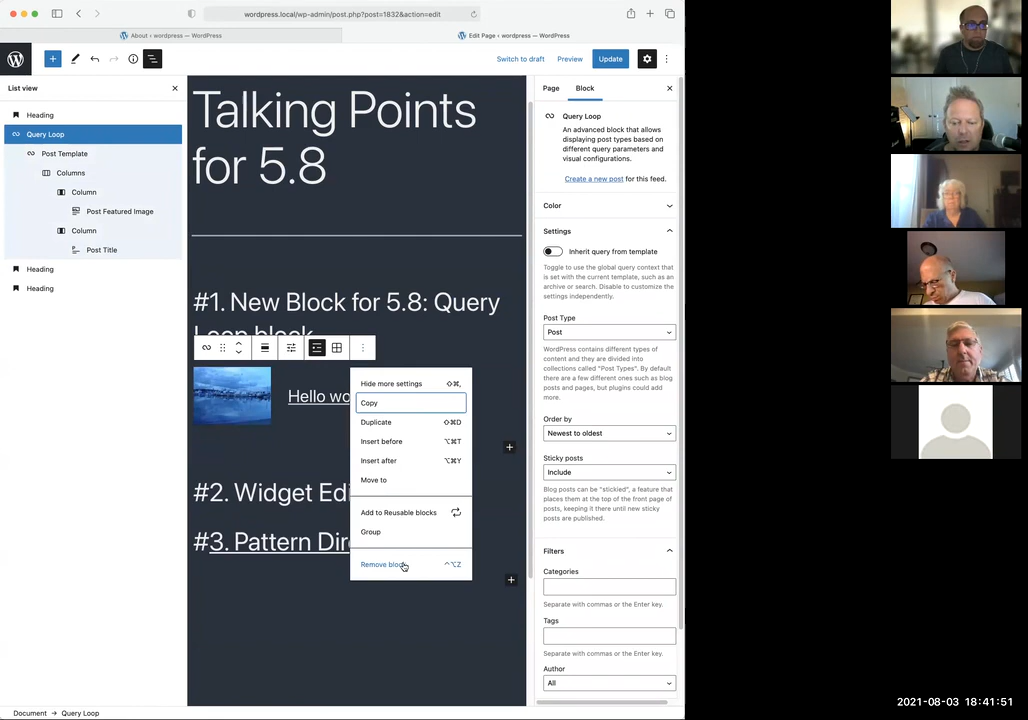 wordpress.local/wp-admin/post.php?post=1832&action=edit
About ‹ wordpress — WordPress
Edit Page ‹ wordpress — WordPress
Switch to draft
Preview
Update
List view
Heading
Query Loop
Post Template
Columns
Column
Post Featured Image
Column
Post Title
Heading
Heading
Talking Points
for 5.8
#1. New Block for 5.8: Query
Loop block
Hello wo
#2. Widget Edi
#3. Pattern Dire
Hide more settings ⇧⌘,
Copy
Duplicate ⇧⌘D
Insert before ⌥⌘T
Insert after ⌥⌘Y
Move to
Add to Reusable blocks
Group
Remove block ⌃⌥Z
Page
Block
Query Loop
An advanced block that allows
displaying post types based on
different query parameters and
visual configurations.
Create a new post for this feed.
Color
Settings
Inherit query from template
Toggle to use the global query context
that is set with the current template, such as an
archive or search. Disable to customize the
settings independently.
Post Type
Post
WordPress contains different types of
content and they are divided into
collections called "Post Types". By default
there are a few different ones such as blog
posts and pages, but plugins could add
more.
Order by
Newest to oldest
Sticky posts
Include
Blog posts can be "stickied", a feature that
places them at the top of the front page of
posts, keeping it there until new sticky
posts are published.
Filters
Categories
Separate with commas or the Enter key.
Tags
Separate with commas or the Enter key.
Author
All
Document → Query Loop
2021-08-03 18:41:51